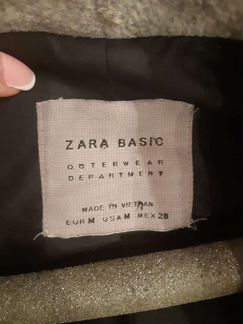 ZARA BASIC
OUTERWEAR
DEPARTMENT
MADE IN VIETNAM
EUR M USA M MEX 28